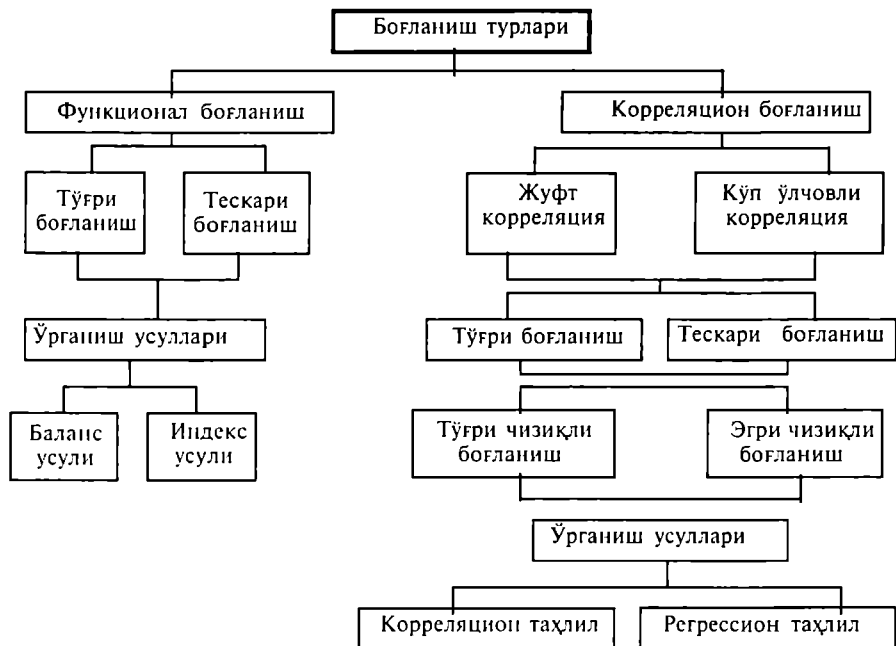 Боғланиш турлари
Функционал боғланиш
Корреляцион боғланиш
Тўғри
боғланиш
Тескари
боғланиш
Жуфт
корреляция
Кўп ўлчовли
корреляция
Ўрганиш усуллари
Тўғри боғланиш
Тескари боғланиш
Баланс
усули
Индекс
усули
Тўғри чизиқли
боғланиш
Эгри чизиқли
боғланиш
Ўрганиш усуллари
Корреляцион таҳлил
Регрессион таҳлил